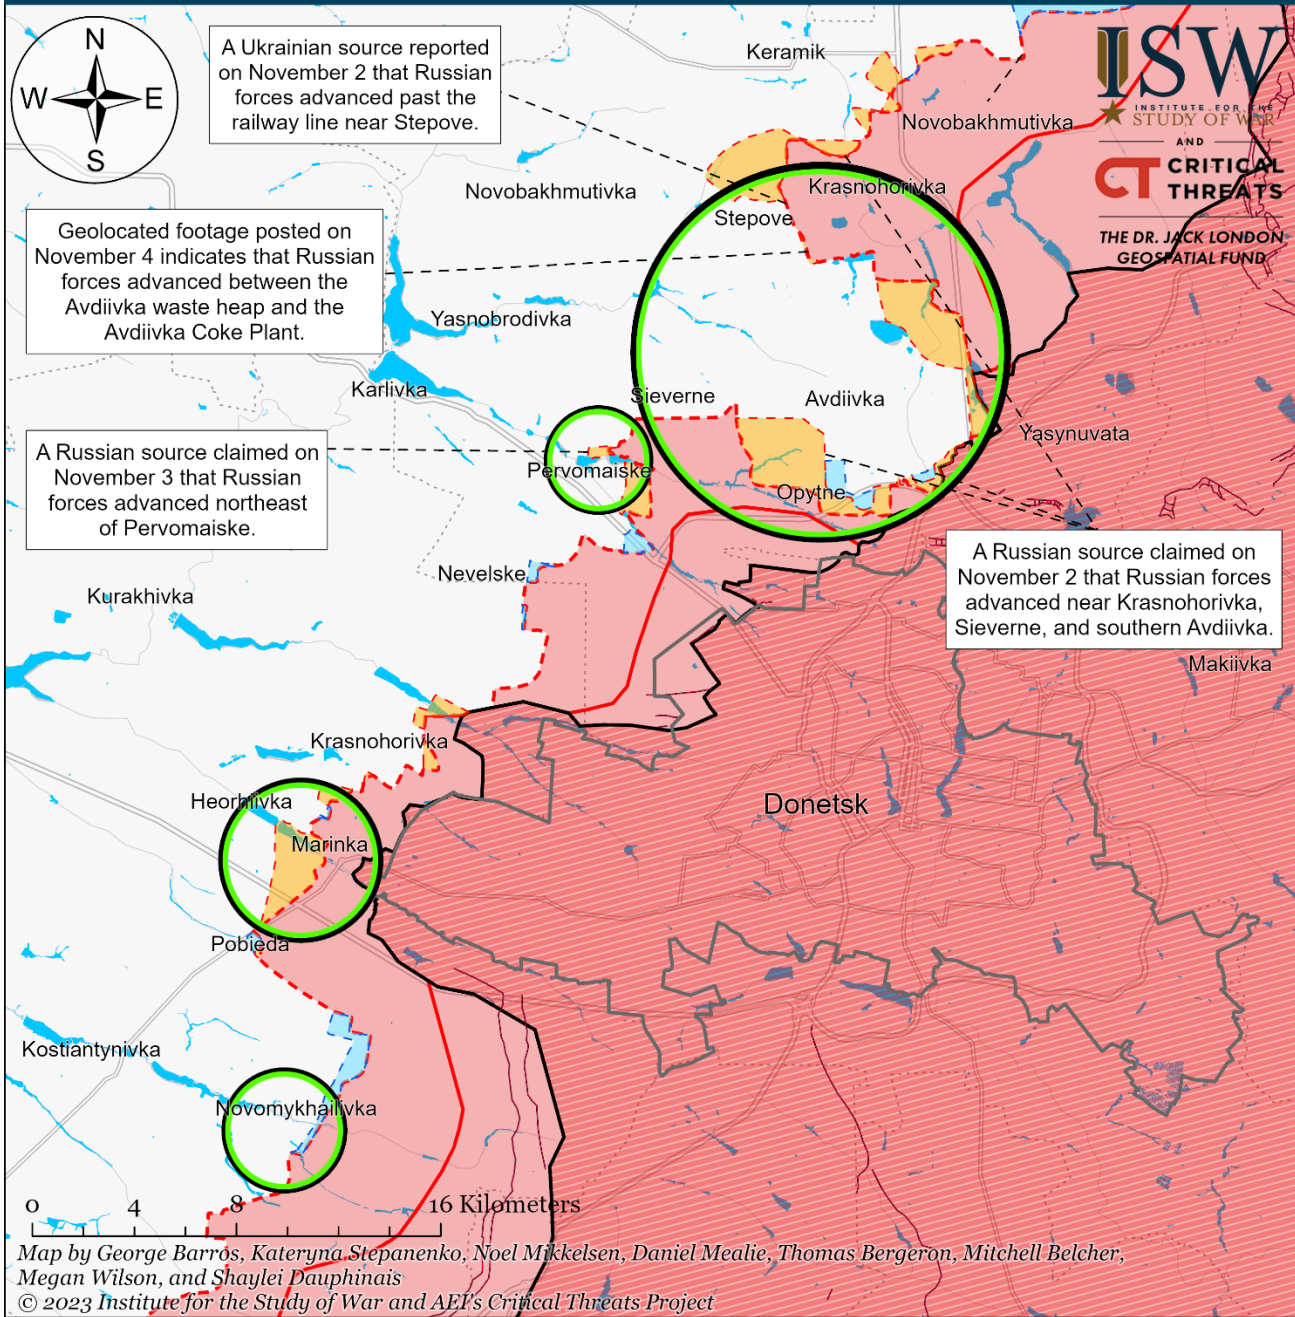 N
W
E
S
A Ukrainian source reported
on November 2 that Russian
forces advanced past the
railway line near Stepove.
Keramik
ISW
INSTITUTE FOR THE
STUDY OF WAR
AND
CT CRITICAL
THREATS
THE DR. JACK LONDON
GEOSPATIAL FUND
Novobakhmutivka
Novobakhmutivka
Krasnohorivka
Stepove
Geolocated footage posted on
November 4 indicates that Russian
forces advanced between the
Avdiivka waste heap and the
Avdiivka Coke Plant.
Yasnobrodivka
Karlivka
Sieverne
Avdiivka
Yasynuvata
A Russian source claimed on
November 3 that Russian
forces advanced northeast
of Pervomaiske.
Pervomaiske
Opytne
A Russian source claimed on
November 2 that Russian forces
advanced near Krasnohorivka,
Sieverne, and southern Avdiivka.
Nevelske
Kurakhivka
Makiivka
Krasnohorivka
Heorhiivka
Donetsk
Marinka
Pobieda
Kostiantynivka
Novomykhailivka
0 4 8 16 Kilometers
Map by George Barros, Kateryna Stepanenko, Noel Mikkelsen, Daniel Mealie, Thomas Bergeron, Mitchell Belcher,
Megan Wilson, and Shaylei Dauphinais
© 2023 Institute for the Study of War and AEI's Critical Threats Project